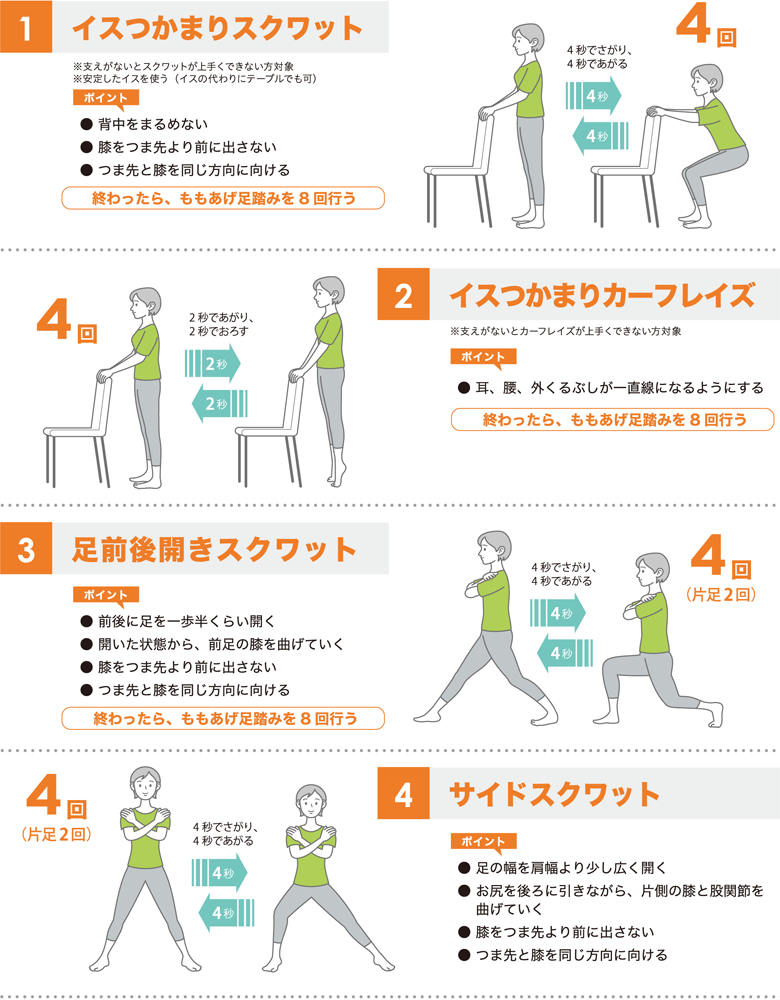 1 イスつかまりスクワット
※支えがないとスクワットが上手くできない方対象
※安定したイスを使う（イスの代わりにテーブルでも可）
ポイント
● 背中をまるめない
● 膝をつま先より前に出さない
● つま先と膝を同じ方向に向ける
終わったら、ももあげ足踏みを8回行う
4秒でさがり、
4秒であがる
4秒
4秒
4回
2 イスつかまりカーフレイズ
※支えがないとカーフレイズが上手くできない方対象
ポイント
● 耳、腰、外くるぶしが一直線になるようにする
終わったら、ももあげ足踏みを8回行う
4回
2秒であがり、
2秒でおろす
2秒
2秒
3 足前後開きスクワット
ポイント
● 前後に足を一歩半くらい開く
● 開いた状態から、前足の膝を曲げていく
● 膝をつま先より前に出さない
● つま先と膝を同じ方向に向ける
終わったら、ももあげ足踏みを8回行う
4秒でさがり、
4秒であがる
4秒
4秒
4回
（片足2回）
4 サイドスクワット
ポイント
● 足の幅を肩幅より少し広く開く
● お尻を後ろに引きながら、片側の膝と股関節を
曲げていく
● 膝をつま先より前に出さない
● つま先と膝を同じ方向に向ける
4回
（片足2回）
4秒でさがり、
4秒であがる
4秒
4秒